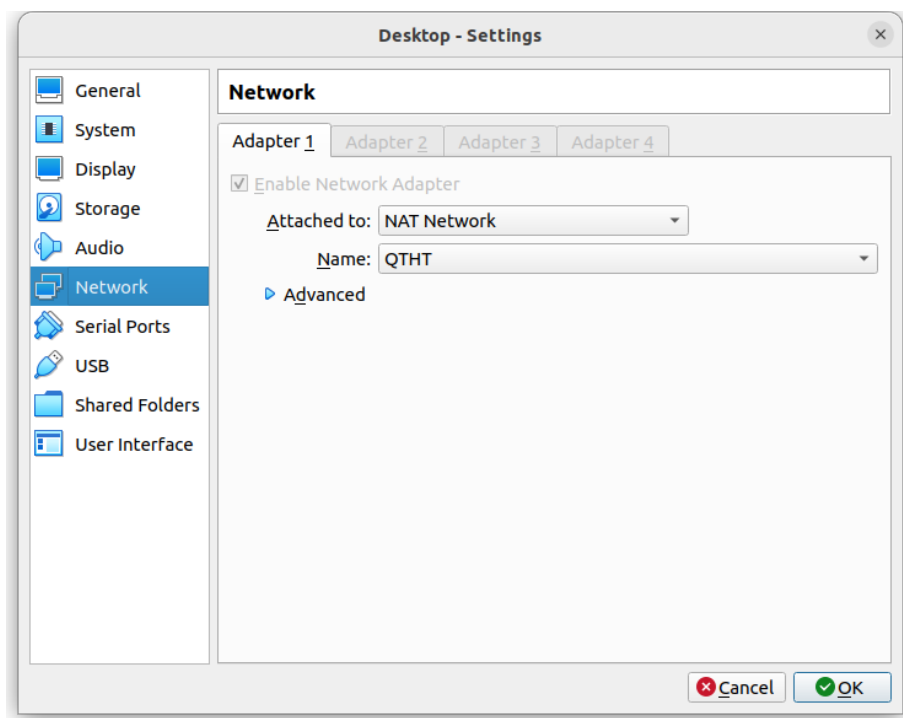 Desktop - Settings
General
System
Display
Storage
Audio
Network
Serial Ports
USB
Shared Folders
User Interface
Network
Adapter 1 Adapter 2 Adapter 3 Adapter 4
Enable Network Adapter
Attached to: NAT Network
Name: QTHT
Advanced
Cancel OK